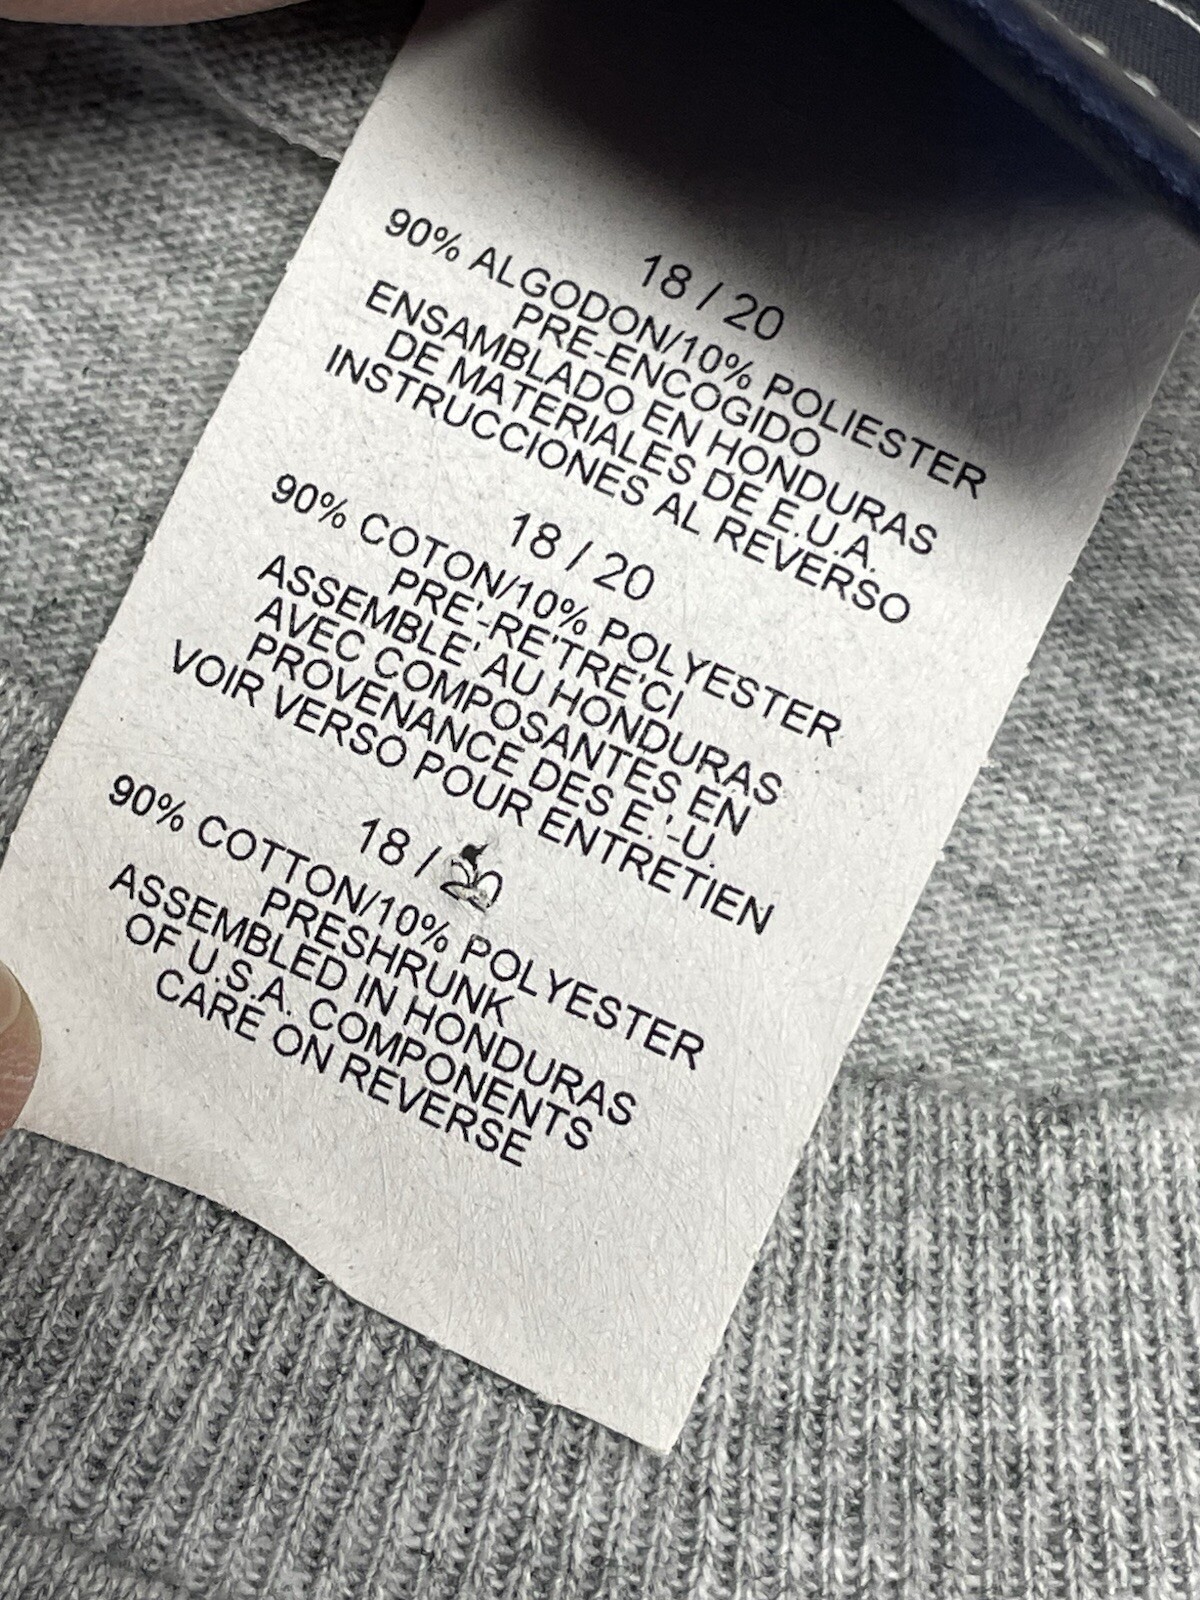 18 / 20
90% ALGODON/10% POLIESTER
PRE-ENCOGIDO
ENSAMBLADO EN HONDURAS
DE MATERIALES DE E.U.A.
INSTRUCCIONES AL REVERSO
18 / 20
90% COTON/10% POLYESTER
PRE'-RE'TRE'CI
ASSEMBLE' AU HONDURAS
AVEC COMPOSANTES EN
PROVENANCE DES E.'-U.
VOIR VERSO POUR ENTRETIEN
18 / 20
90% COTTON/10% POLYESTER
PRESHRUNK
ASSEMBLED IN HONDURAS
OF U.S.A. COMPONENTS
CARE ON REVERSE